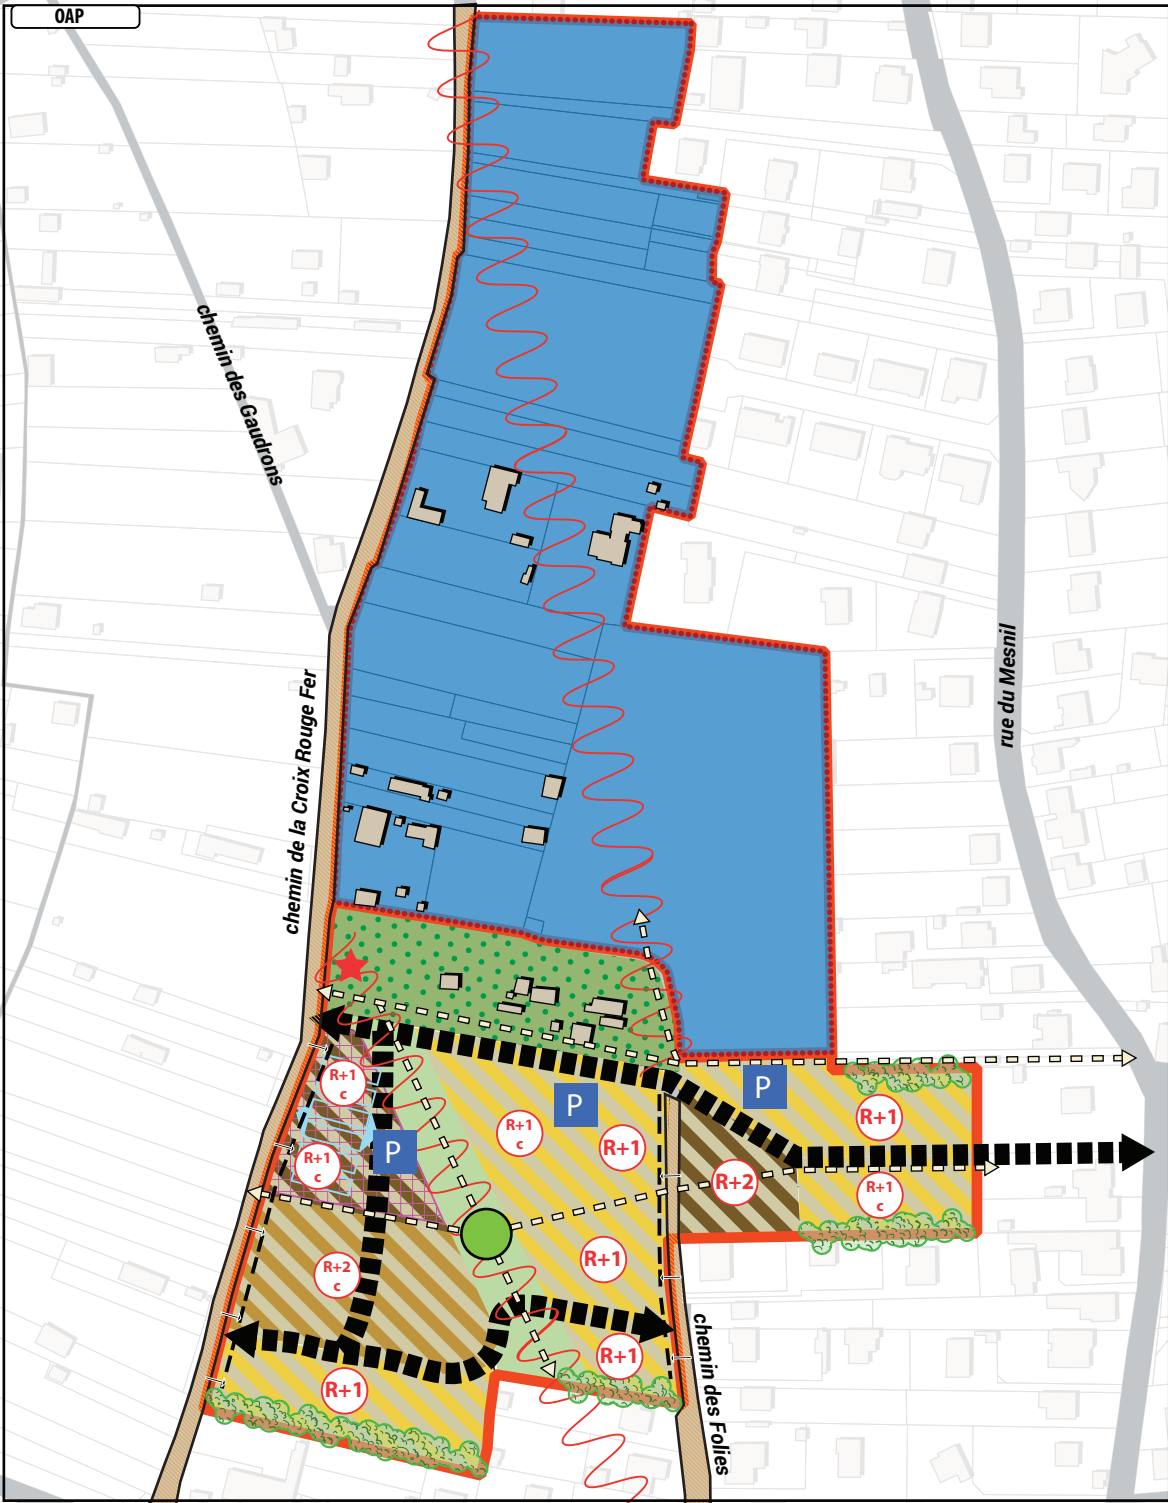 OAP
chemin des Gaudrons
rue du Mesnil
chemin de la Croix Rouge Fer
R+1
c
P
P
R+1
R+1
c
R+1
P
R+1
c
R+2
R+1
c
R+1
R+2
c
R+1
R+1
chemin des Folies